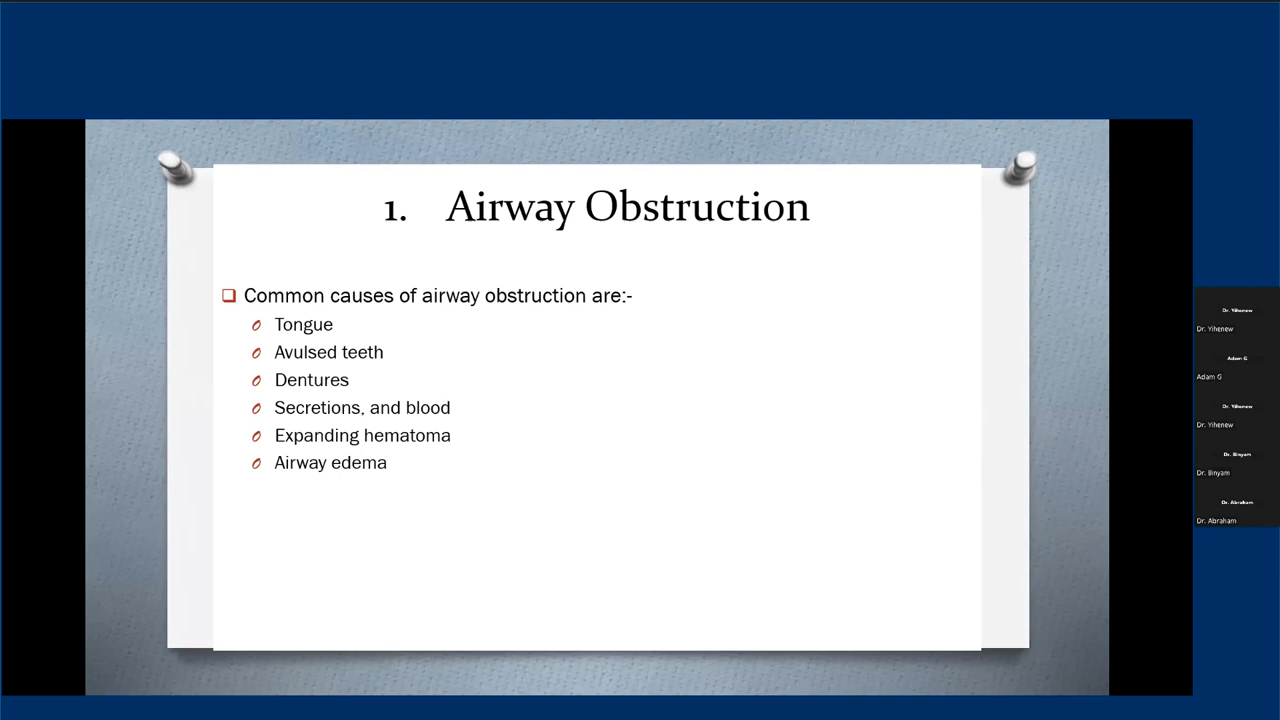 1. Airway Obstruction
Common causes of airway obstruction are:-
Tongue
Avulsed teeth
Dentures
Secretions, and blood
Expanding hematoma
Airway edema
Dr. Yihenew
Dr. Yihenew
Adam G
Adam G
Dr. Yihenew
Dr. Yihenew
Dr. Binyam
Dr. Binyam
Dr. Abraham
Dr. Abraham